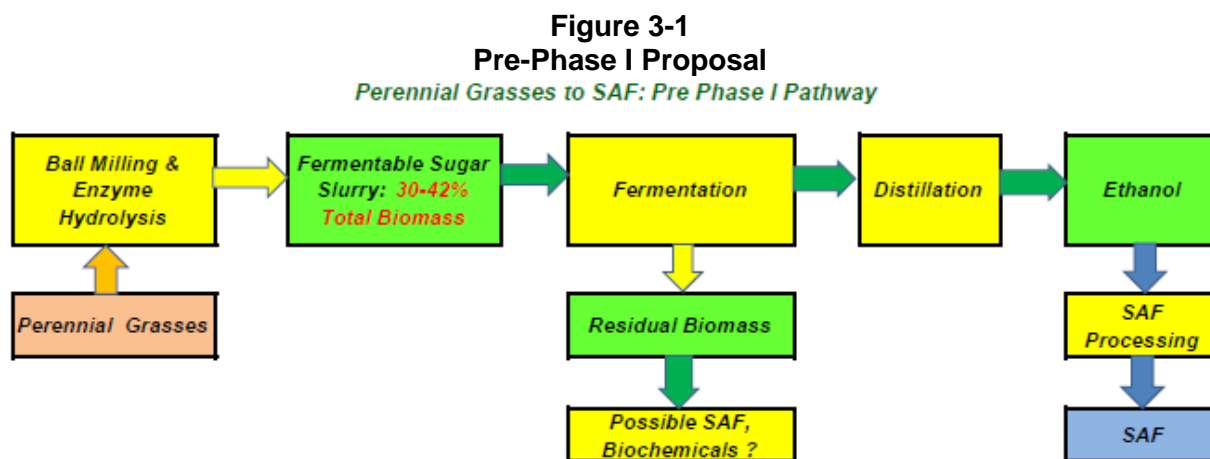 Figure 3-1
Pre-Phase I Proposal
Perennial Grasses to SAF: Pre Phase I Pathway
Ball Milling &
Enzyme
Hydrolysis
Fermentable Sugar
Slurry: 30-42%
Total Biomass
Fermentation
Distillation
Ethanol
Perennial Grasses
Residual Biomass
SAF
Processing
Possible SAF,
Biochemicals ?
SAF